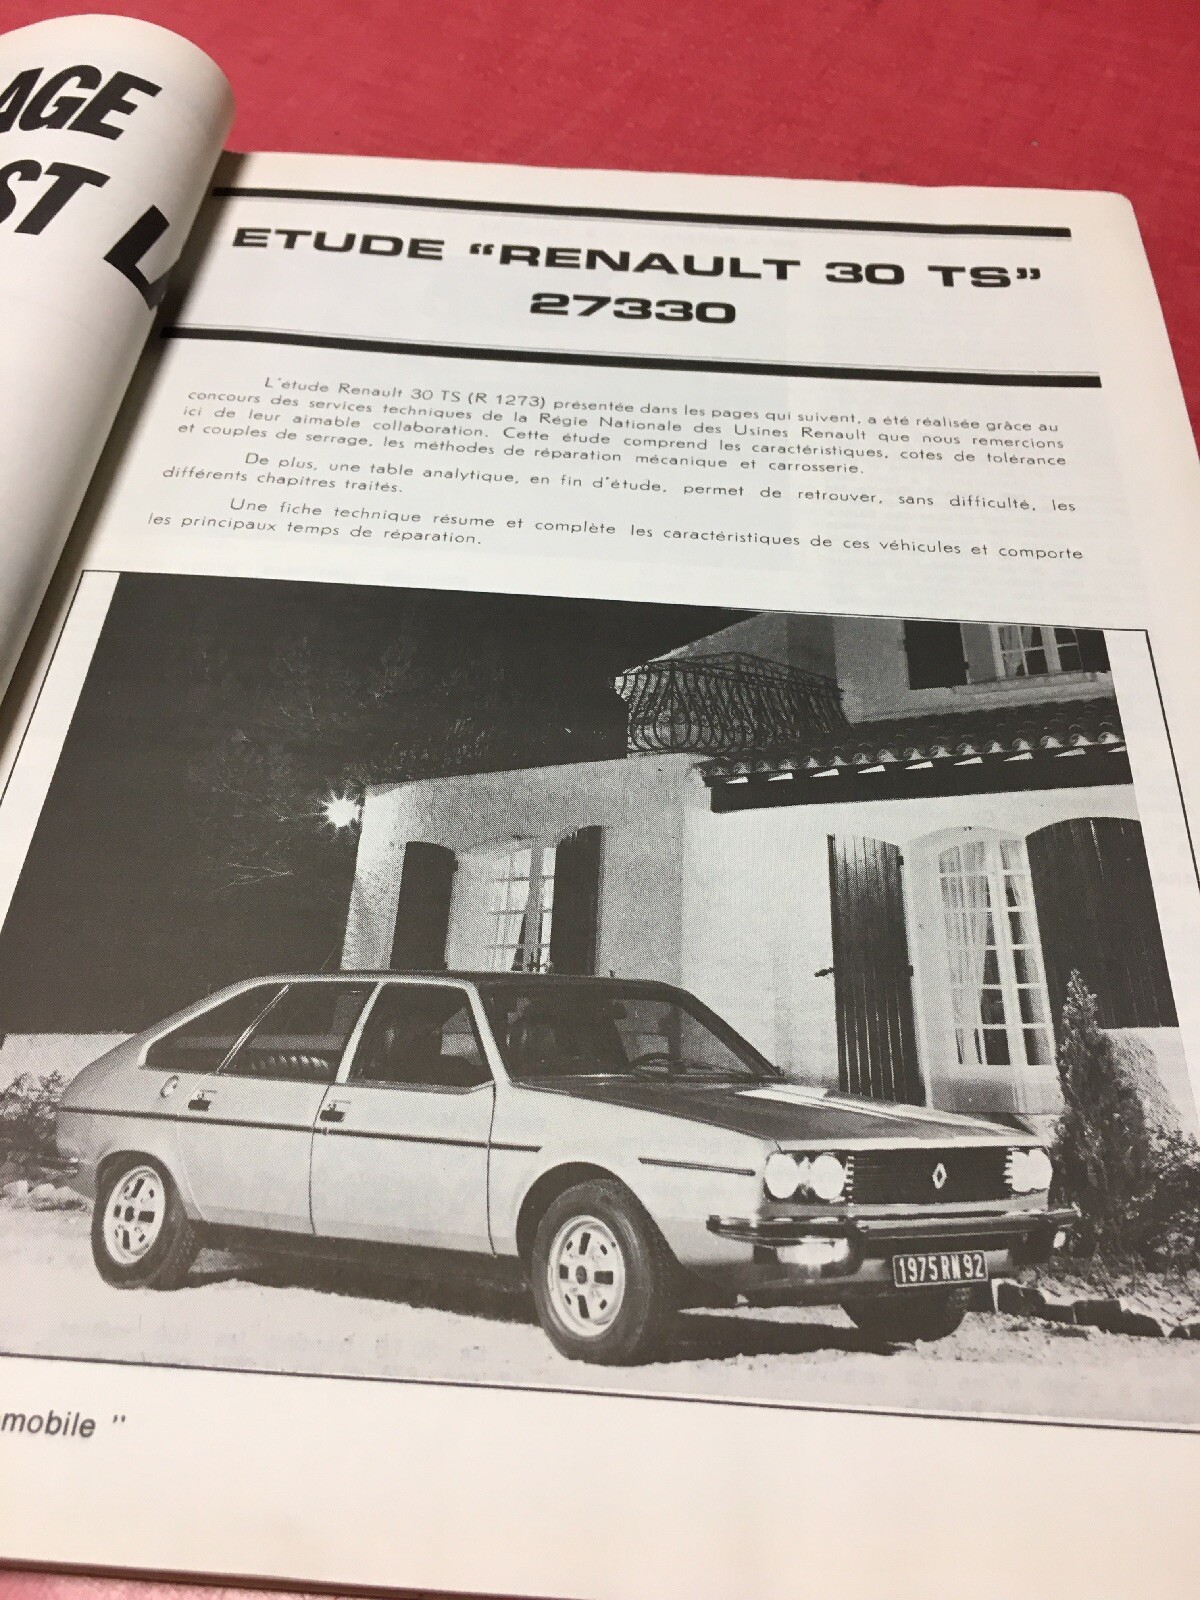 AGE
ST L
ETUDE “RENAULT 30 TS”
27330
L'étude Renault 30 TS (R 1273) présentée dans les pages qui suivent, a été réalisée grâce au
concours des services techniques de la Régie Nationale des Usines Renault que nous remercions
ici de leur aimable collaboration. Cette étude comprend les caractéristiques, cotes de tolérance
et couples de serrage, les méthodes de réparation mécanique et carrosserie.
De plus, une table analytique, en fin d'étude, permet de retrouver, sans difficulté, les
différents chapitres traités.
Une fiche technique résume et complète les caractéristiques de ces véhicules et comporte
les principaux temps de réparation.
1975 RN 92
mobile "